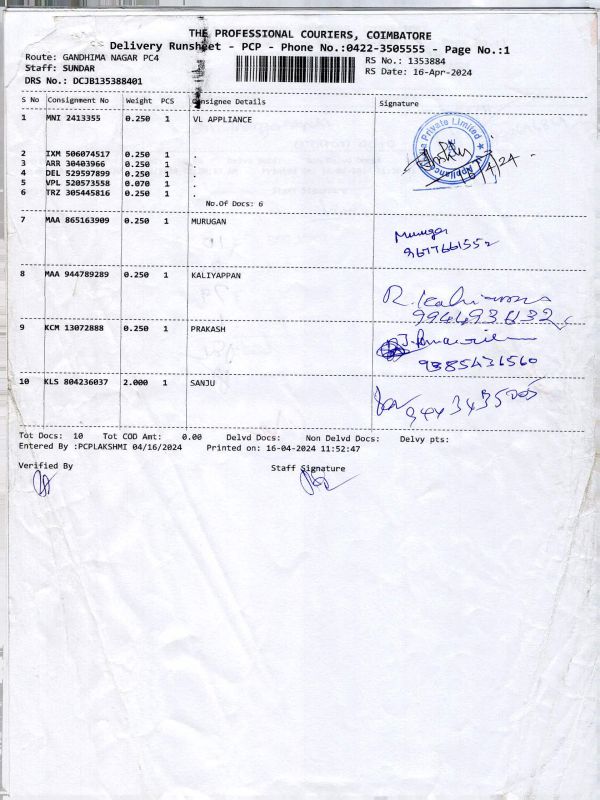 THE PROFESSIONAL COURIERS, COIMBATORE
Delivery Runsheet - PCP - Phone No.:0422-3505555 - Page No.:1
Route: GANDHIMA NAGAR PC4
RS No.: 1353884
Staff: SUNDAR
RS Date: 16-Apr-2024
DRS No.: DCJB135388401
S No Consignment No Weight PCS Consignee Details Signature
1 MNI 2413355 0.250 1 VL APPLIANCE
Private Limited
Appliance
2 IXM 506074517 0.250 1 .
3 ARR 30403966 0.250 1 .
4 DEL 529597899 0.250 1 .
5 VPL 520573558 0.070 1 .
6 TRZ 305445816 0.250 1 .
No.Of Docs: 6
7 MAA 865163909 0.250 1 MURUGAN
Murugan
9677661552
8 MAA 944789289 0.250 1 KALIYAPPAN
9 KCM 13072888 0.250 1 PRAKASH
9385431560
10 KLS 804236037 2.000 1 SANJU
Tot Docs: 10 Tot COD Amt: 0.00 Delvd Docs: Non Delvd Docs: Delvy pts:
Entered By :PCPLAKSHMI 04/16/2024 Printed on: 16-04-2024 11:52:47
Verified By Staff Signature